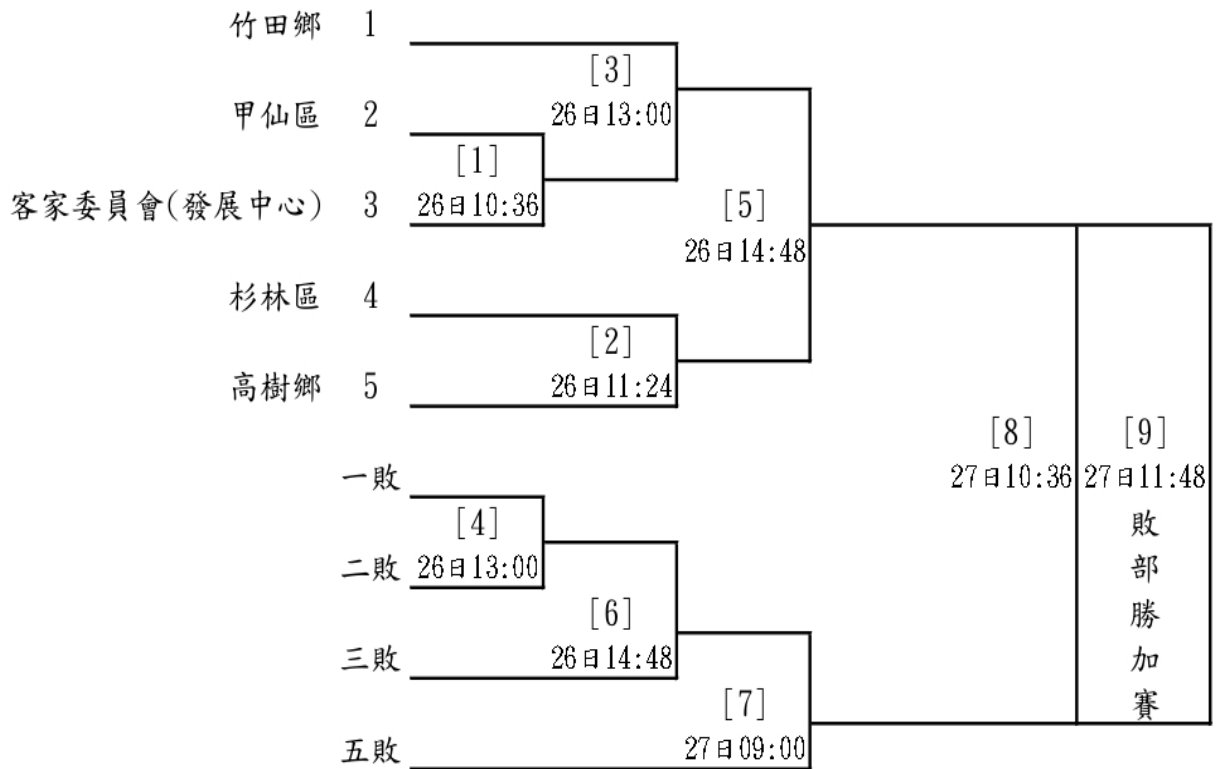 竹田鄉 1
[3]
26日13:00
甲仙區 2
[1]
客家委員會(發展中心) 3
26日10:36
[5]
26日14:48
杉林區 4
[2]
高樹鄉 5
26日11:24
[8]
27日10:36
[9]
27日11:48
敗部勝加賽
一敗
[4]
二敗
26日13:00
[6]
三敗
26日14:48
[7]
五敗
27日09:00